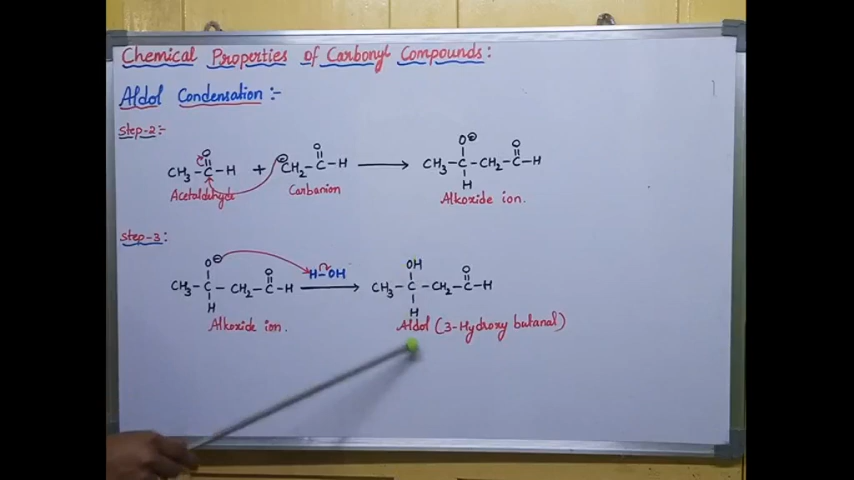 Chemical Properties of Carbonyl Compounds:
Aldol Condensation :-
Step-2:-
O O O⊖ O
CH3-C-H + ⊖CH2-C-H → CH3-C-CH2-C-H
H
Acetaldehyde Carbanion Alkoxide ion.
Step-3:
O⊖ O H-OH OH O
CH3-C-CH2-C-H → CH3-C-CH2-C-H
H H
Alkoxide ion. Aldol (3-Hydroxy butanal)